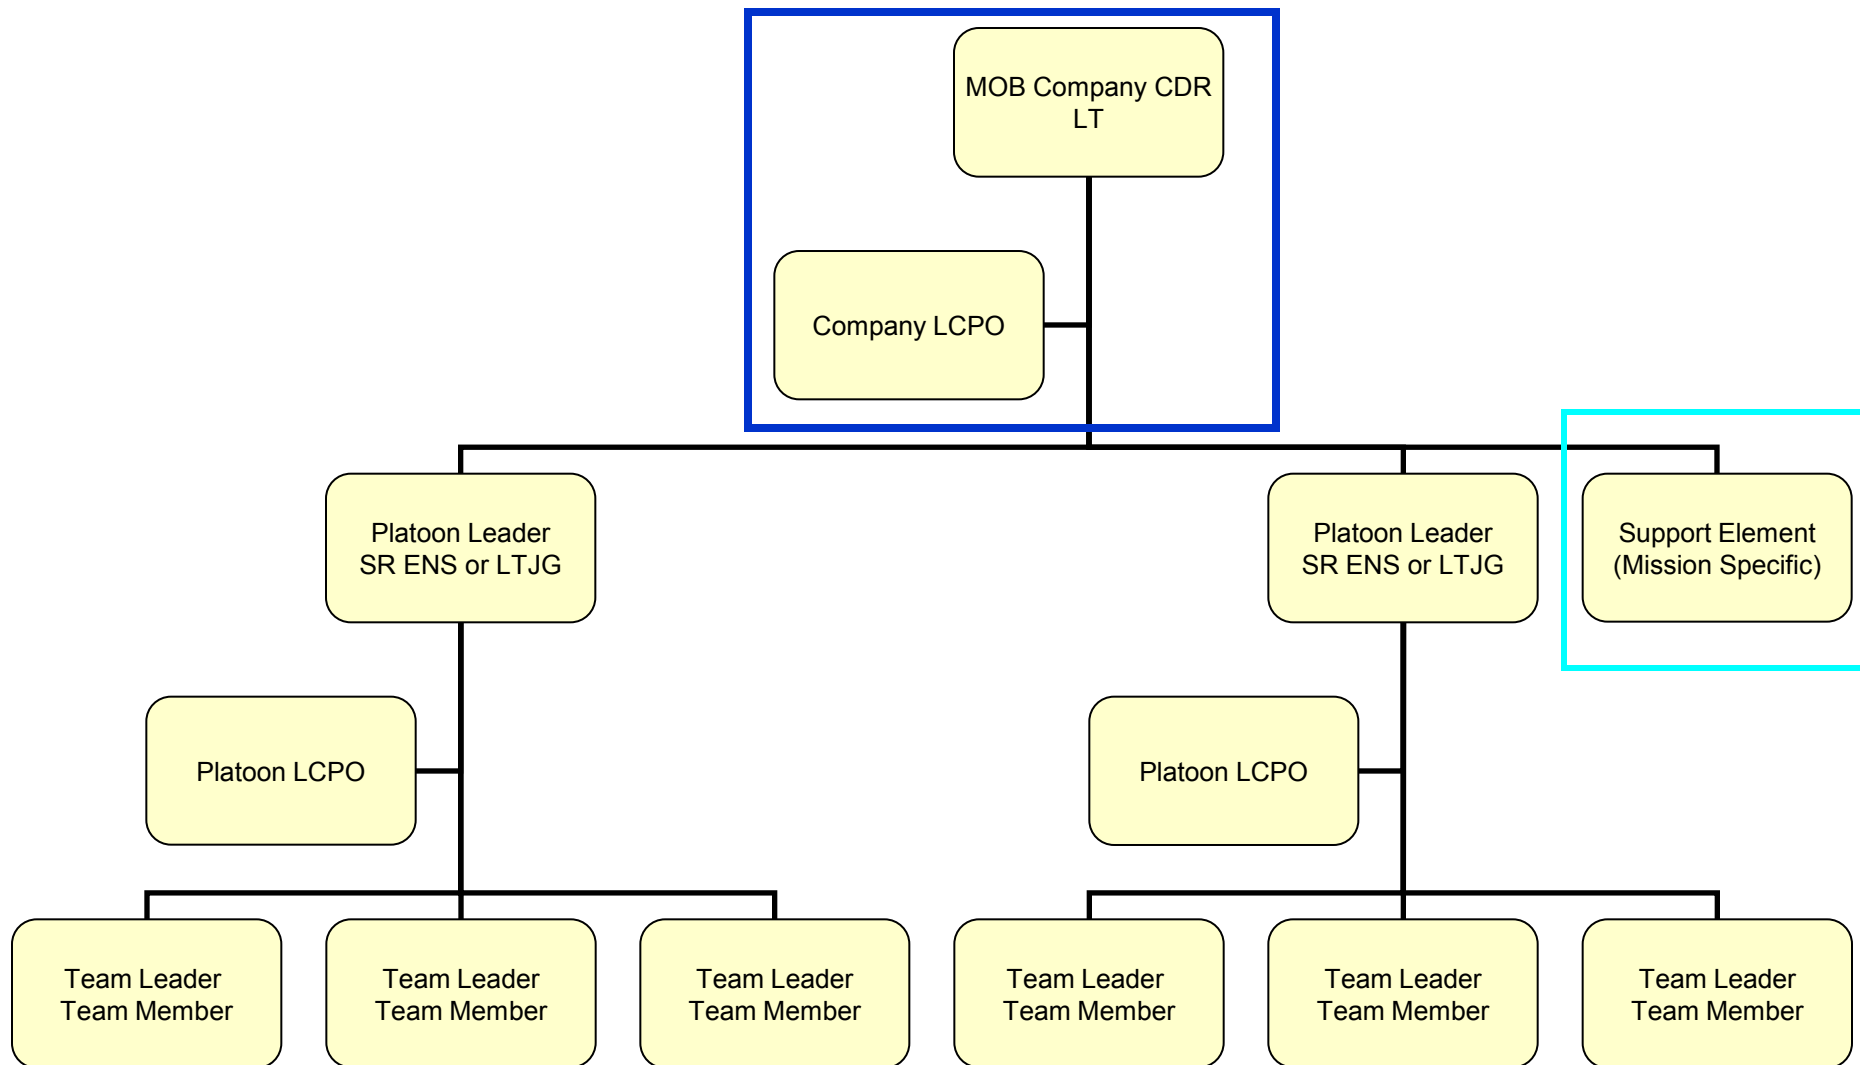 MOB Company CDR
LT
Company LCPO
Platoon Leader
SR ENS or LTJG
Platoon Leader
SR ENS or LTJG
Support Element
(Mission Specific)
Platoon LCPO
Platoon LCPO
Team Leader
Team Member
Team Leader
Team Member
Team Leader
Team Member
Team Leader
Team Member
Team Leader
Team Member
Team Leader
Team Member